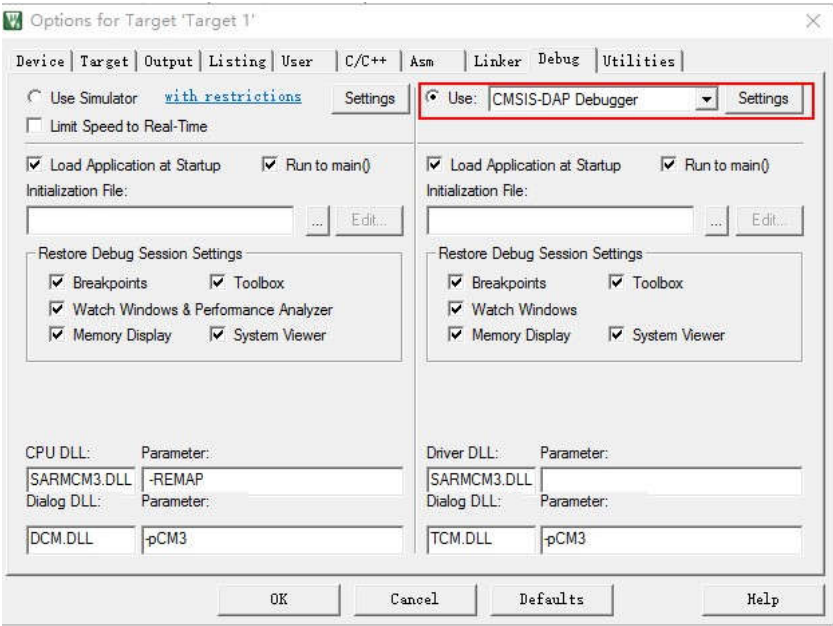 Options for Target 'Target 1'
Device Target Output Listing User C/C++ Asm Linker Debug Utilities
Use Simulator with restrictions Settings
Limit Speed to Real-Time
Use: CMSIS-DAP Debugger Settings
Load Application at Startup Run to main()
Initialization File:
... Edit...
Restore Debug Session Settings
Breakpoints Toolbox
Watch Windows & Performance Analyzer
Memory Display System Viewer
CPU DLL: Parameter:
SARMCM3.DLL -REMAP
Dialog DLL: Parameter:
DCM.DLL -pCM3
Load Application at Startup Run to main()
Initialization File:
... Edit...
Restore Debug Session Settings
Breakpoints Toolbox
Watch Windows
Memory Display System Viewer
Driver DLL: Parameter:
SARMCM3.DLL
Dialog DLL: Parameter:
TCM.DLL -pCM3
OK Cancel Defaults Help